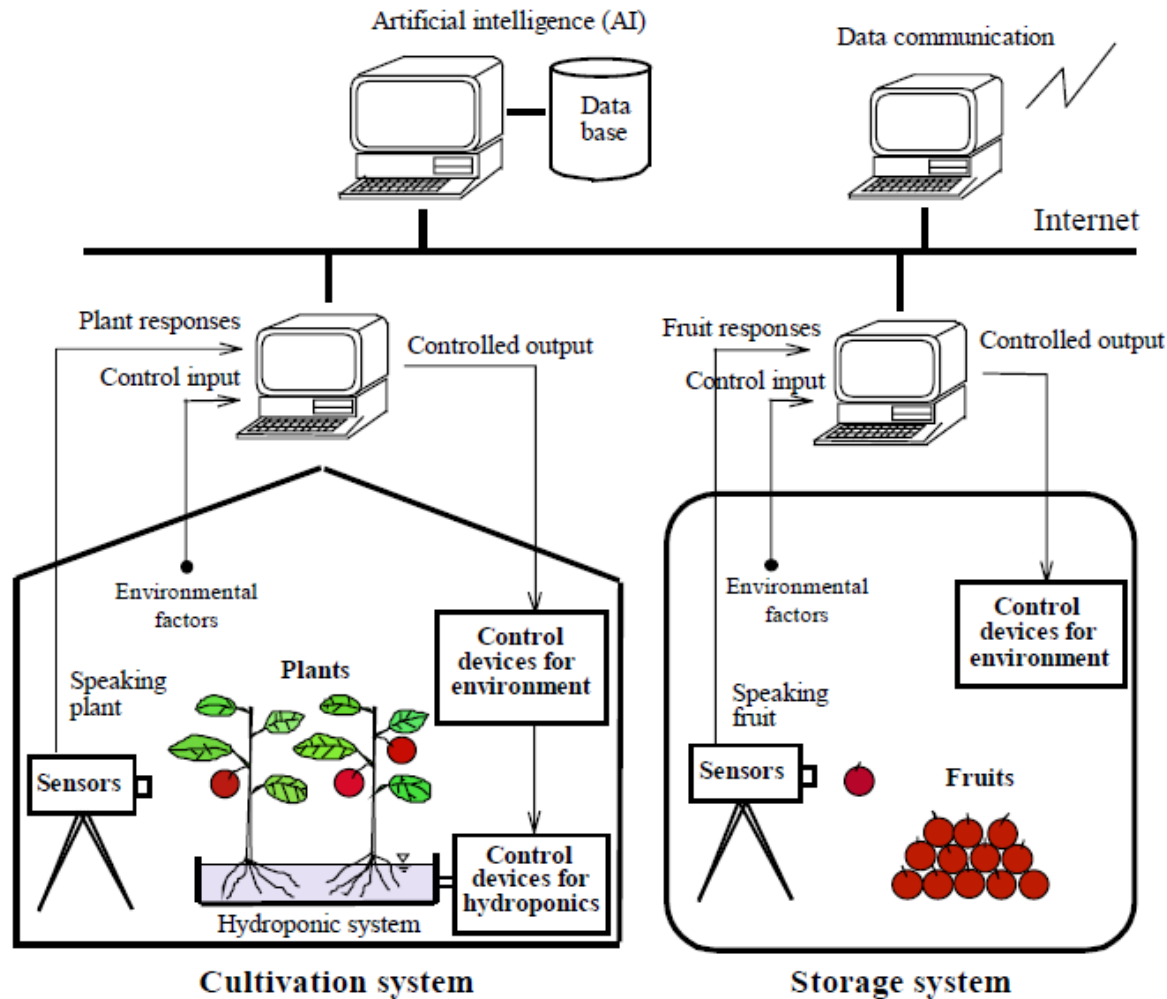 Artificial intelligence (AI)
Data communication
Data
base
Internet
Plant responses
Control input
Controlled output
Fruit responses
Control input
Controlled output
Environmental
factors
Speaking
plant
Plants
Control
devices for
environment
Sensors
Control
devices for
hydroponics
Hydroponic system
Environmental
factors
Speaking
fruit
Control
devices for
environment
Sensors
Fruits
Cultivation system
Storage system